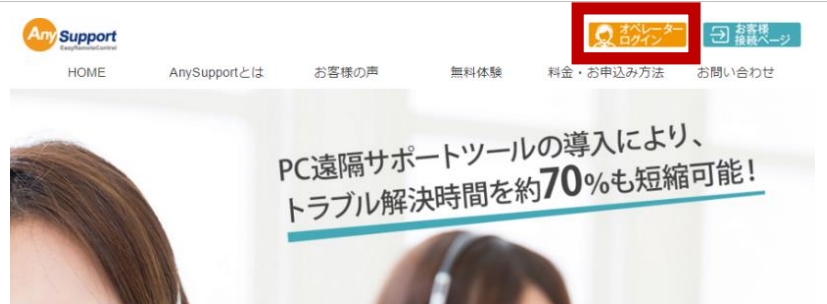 Any Support
EasyRemoteControl
オペレーター
ログイン
お客様
接続ページ
HOME AnySupportとは お客様の声 無料体験 料金・お申込み方法 お問い合わせ
PC遠隔サポートツールの導入により、
トラブル解決時間を約70%も短縮可能!